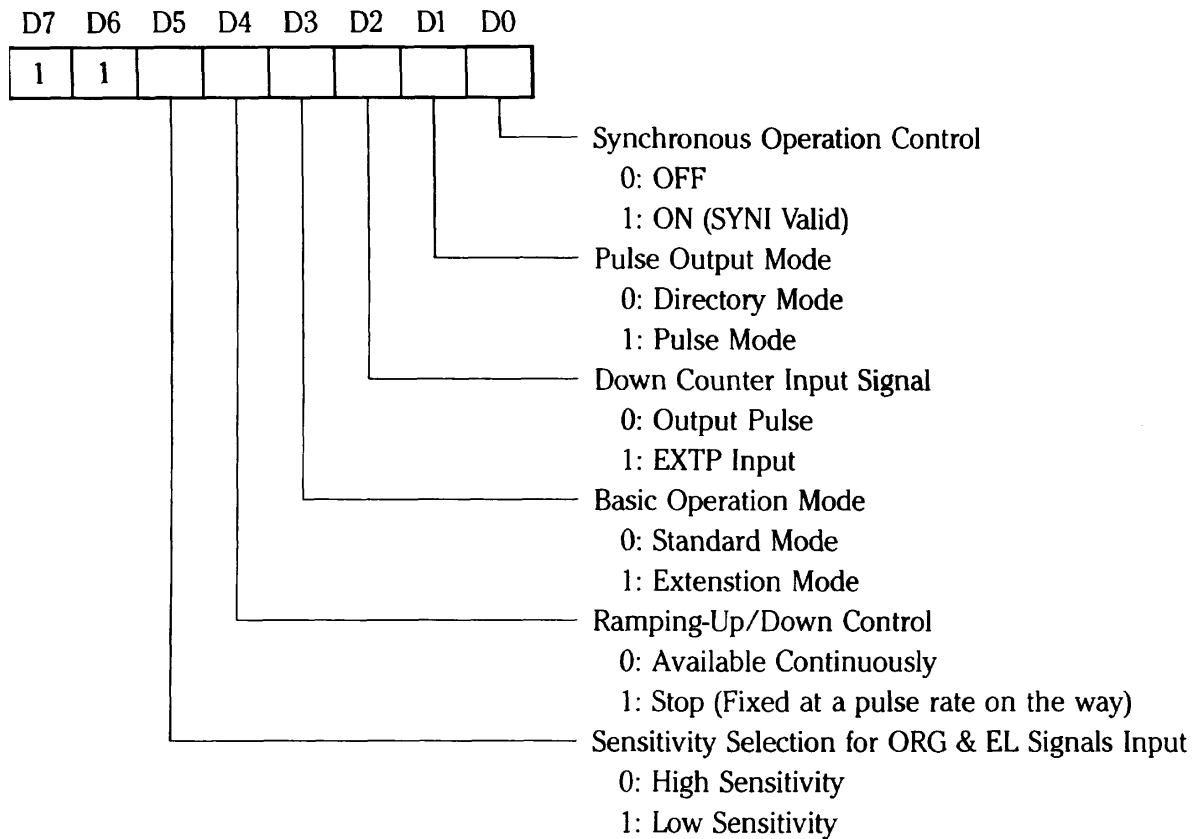 D7 D6 D5 D4 D3 D2 D1 D0
1 1
Synchronous Operation Control
0: OFF
1: ON (SYNI Valid)
Pulse Output Mode
0: Directory Mode
1: Pulse Mode
Down Counter Input Signal
0: Output Pulse
1: EXTP Input
Basic Operation Mode
0: Standard Mode
1: Extenstion Mode
Ramping-Up/Down Control
0: Available Continuously
1: Stop (Fixed at a pulse rate on the way)
Sensitivity Selection for ORG & EL Signals Input
0: High Sensitivity
1: Low Sensitivity